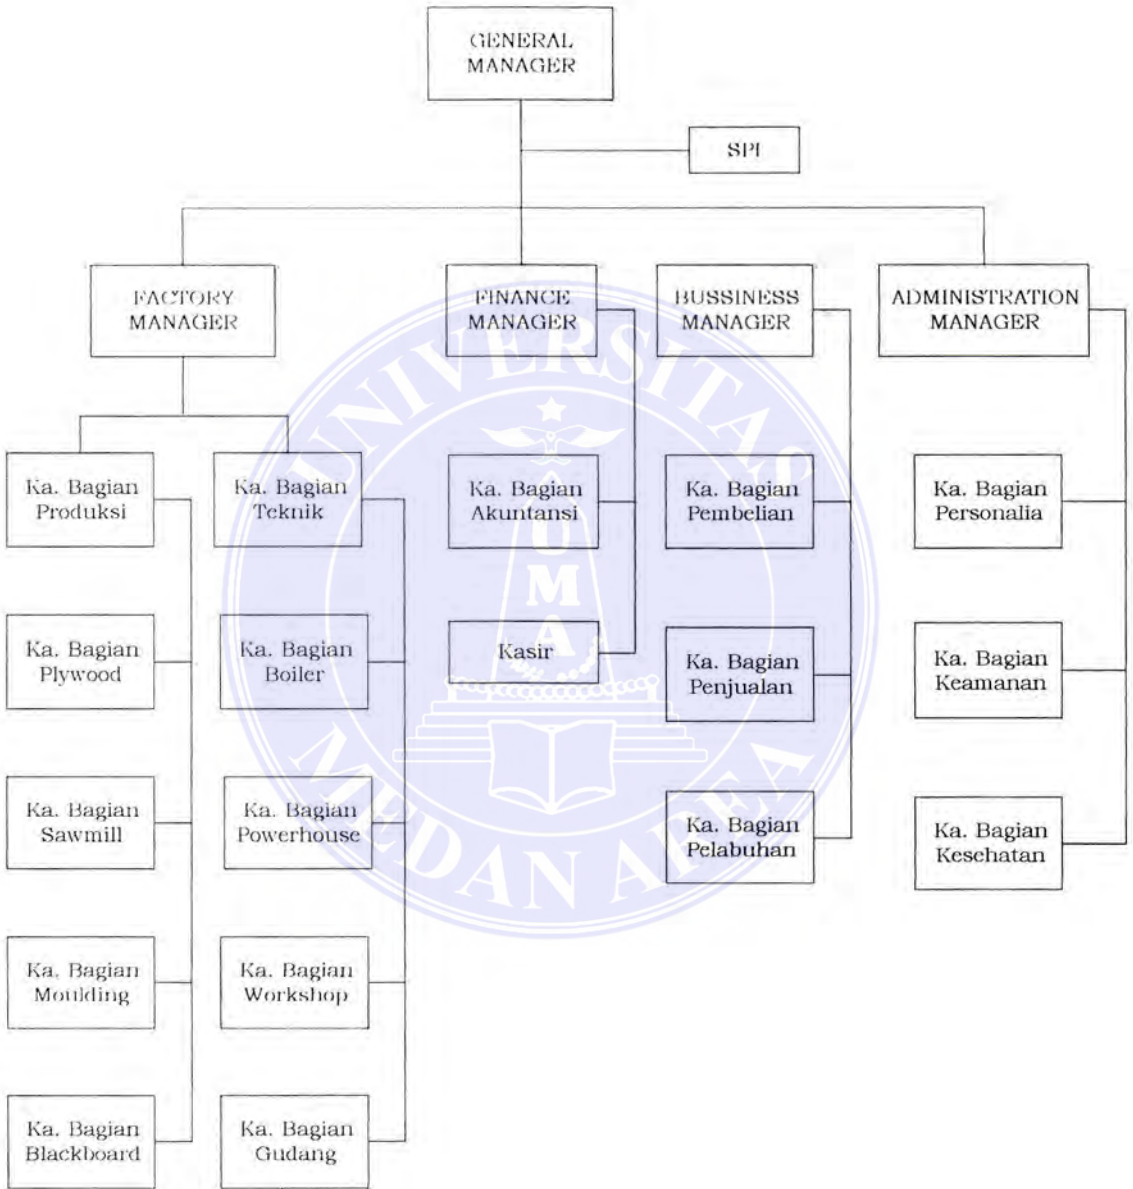 GENERAL
MANAGER
SPI
FACTORY
MANAGER
FINANCE
MANAGER
BUSSINESS
MANAGER
ADMINISTRATION
MANAGER
Ka. Bagian
Produksi
Ka. Bagian
Teknik
Ka. Bagian
Akuntansi
Ka. Bagian
Pembelian
Ka. Bagian
Personalia
Ka. Bagian
Plywood
Ka. Bagian
Boiler
Kasir
Ka. Bagian
Penjualan
Ka. Bagian
Keamanan
Ka. Bagian
Sawmill
Ka. Bagian
Powerhouse
Ka. Bagian
Pelabuhan
Ka. Bagian
Kesehatan
Ka. Bagian
Moulding
Ka. Bagian
Workshop
Ka. Bagian
Blackboard
Ka. Bagian
Gudang
UNIVERSITAS
MEDAN AREA
U
M
A